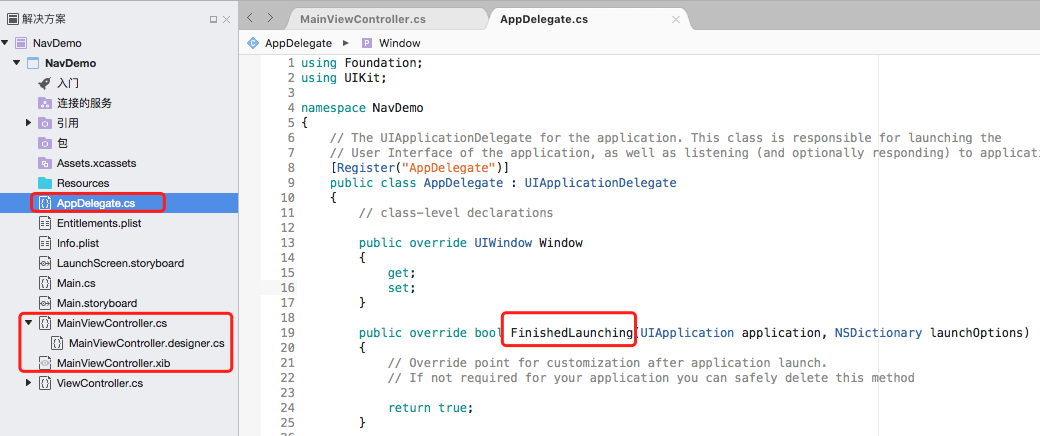 解决方案
NavDemo
NavDemo
入门
连接的服务
引用
包
Assets.xcassets
Resources
AppDelegate.cs
Entitlements.plist
Info.plist
LaunchScreen.storyboard
Main.cs
Main.storyboard
MainViewController.cs
MainViewController.designer.cs
MainViewController.xib
ViewController.cs
MainViewController.cs
AppDelegate.cs
AppDelegate ▶ P Window
1 using Foundation;
2 using UIKit;
3
4 namespace NavDemo
5 {
6 // The UIApplicationDelegate for the application. This class is responsible for launching the
7 // User Interface of the application, as well as listening (and optionally responding) to applicati
8 [Register("AppDelegate")]
9 public class AppDelegate : UIApplicationDelegate
10 {
11 // class-level declarations
12
13 public override UIWindow Window
14 {
15 get;
16 set;
17 }
18
19 public override bool FinishedLaunching(UIApplication application, NSDictionary launchOptions)
20 {
21 // Override point for customization after application launch.
22 // If not required for your application you can safely delete this method
23
24 return true;
25 }